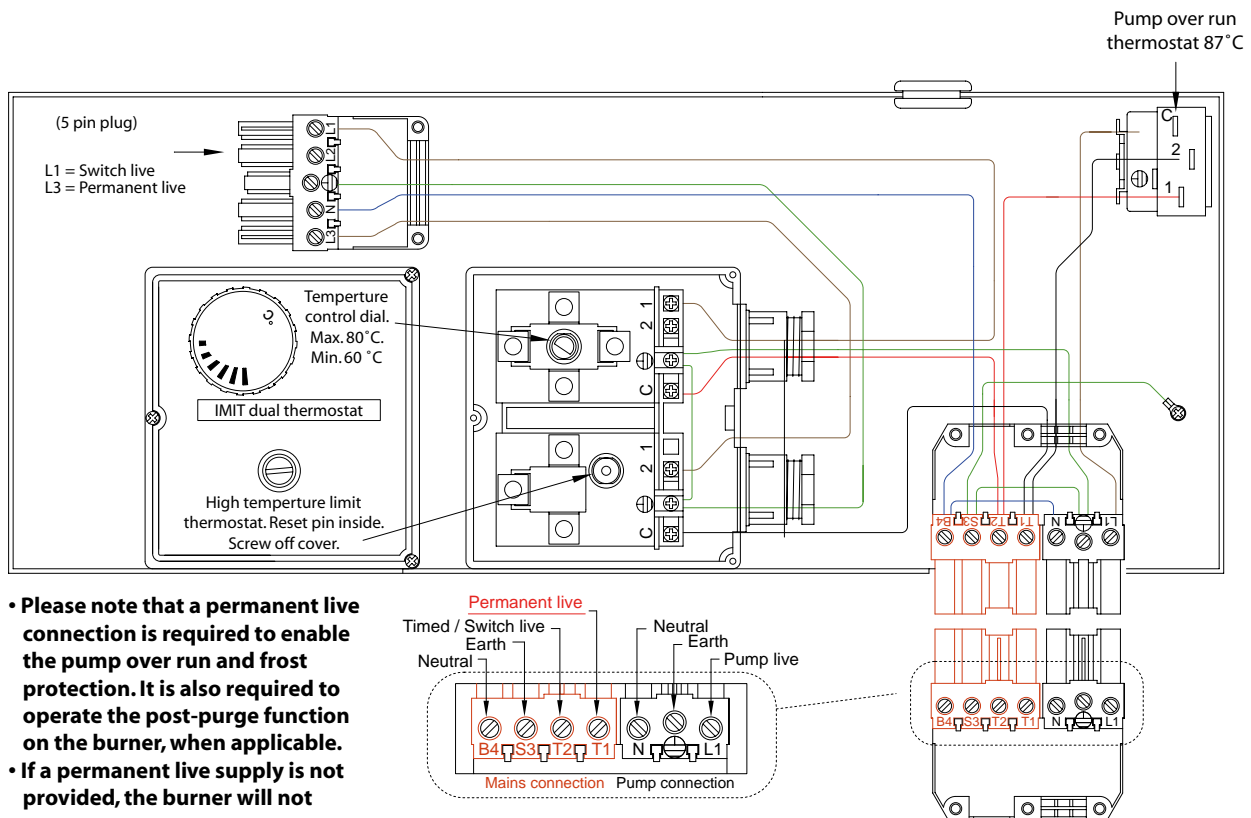 Pump over run
thermostat 87˚C
(5 pin plug)
L1 = Switch live
L3 = Permanent live
L1
L2
N
L3
C
2
1
Temperture
control dial.
Max. 80˚C.
Min. 60 ˚C
˚C
IMIT dual thermostat
High temperture limit
thermostat. Reset pin inside.
Screw off cover.
1
2
C
1
2
C
B4 S3 T2 T1 N L1
B4 S3 T2 T1 N L1
• Please note that a permanent live
connection is required to enable
the pump over run and frost
protection. It is also required to
operate the post-purge function
on the burner, when applicable.
• If a permanent live supply is not
provided, the burner will not
Permanent live
Timed / Switch live
Earth
Neutral
Neutral
Earth
Pump live
B4 S3 T2 T1 N L1
Mains connection Pump connection